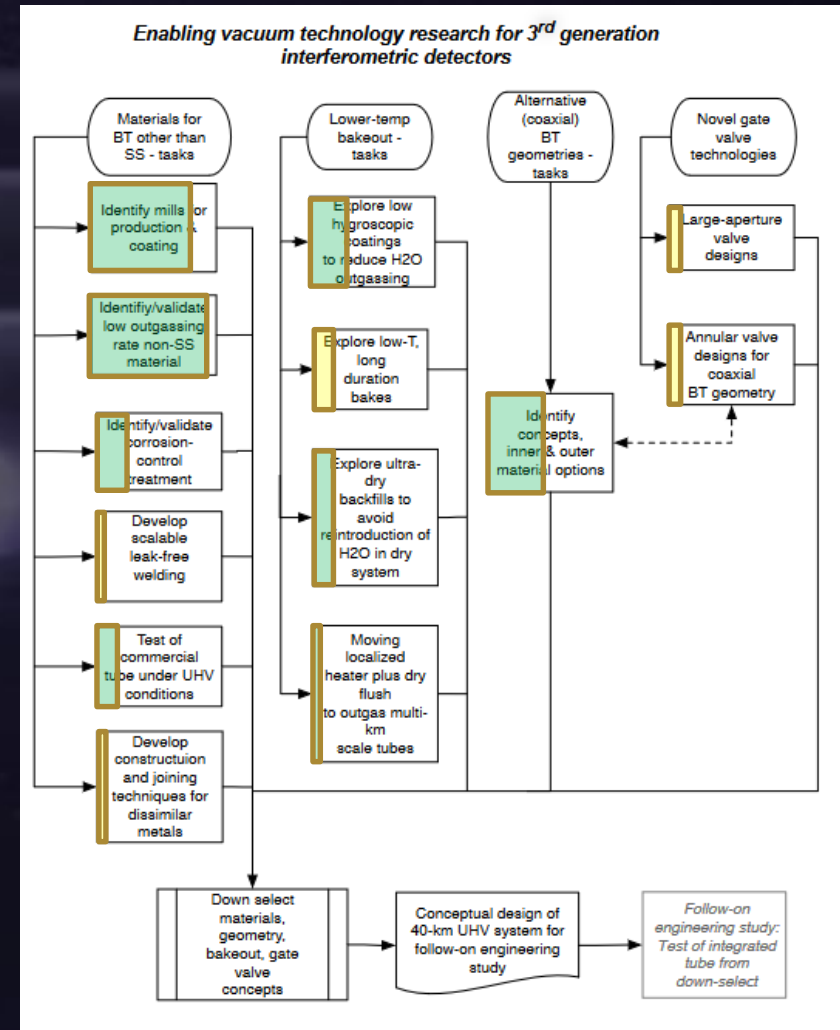 Enabling vacuum technology research for 3rd generation
interferometric detectors
Materials for
BT other than
SS - tasks
Identify mills for
production &
coating
Identifiy/validate
low outgassing
rate non-SS
material
Identify/validate
corrosion-
control
treatment
Develop
scalable
leak-free
welding
Test of
commercial
tube under UHV
conditions
Develop
constructuion
and joining
techniques for
dissimilar
metals
Lower-temp
bakeout -
tasks
Explore low
hygroscopic
coatings
to reduce H2O
outgassing
Explore low-T,
long
duration
bakes
Explore ultra-
dry
backfills to
avoid
reintroduction of
H2O in dry
system
Moving
localized
heater plus dry
flush
to outgas multi-
km
scale tubes
Alternative
(coaxial)
BT
geometries -
tasks
Identify
concepts,
inner & outer
material options
Novel gate
valve
technologies
Large-aperture
valve
designs
Annular valve
designs for
coaxial
BT geometry
Down select
materials,
geometry,
bakeout, gate
valve
concepts
Conceptual design of
40-km UHV system for
follow-on engineering
study
Follow-on
engineering study:
Test of integrated
tube from
down-select